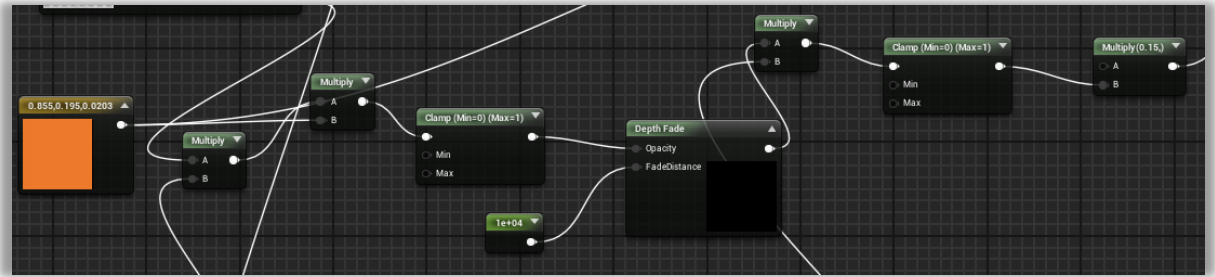 Multiply
A
B
Clamp (Min=0) (Max=1)
Min
Max
Multiply(0.15,)
A
B
Multiply
A
B
0.855,0.195,0.0203
Clamp (Min=0) (Max=1)
Min
Max
Depth Fade
Opacity
FadeDistance
Multiply
A
B
1e+04